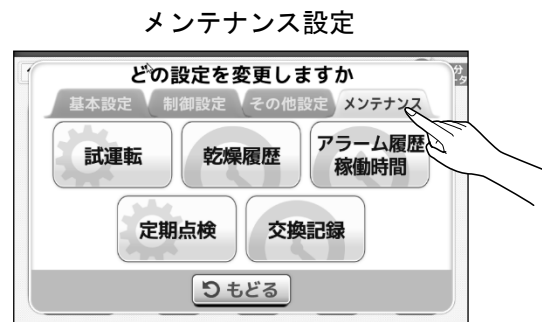 メンテナンス設定
どの設定を変更しますか
基本設定 制御設定 その他設定 メンテナンス
試運転 乾燥履歴 アラーム履歴
稼働時間
定期点検 交換記録
もどる